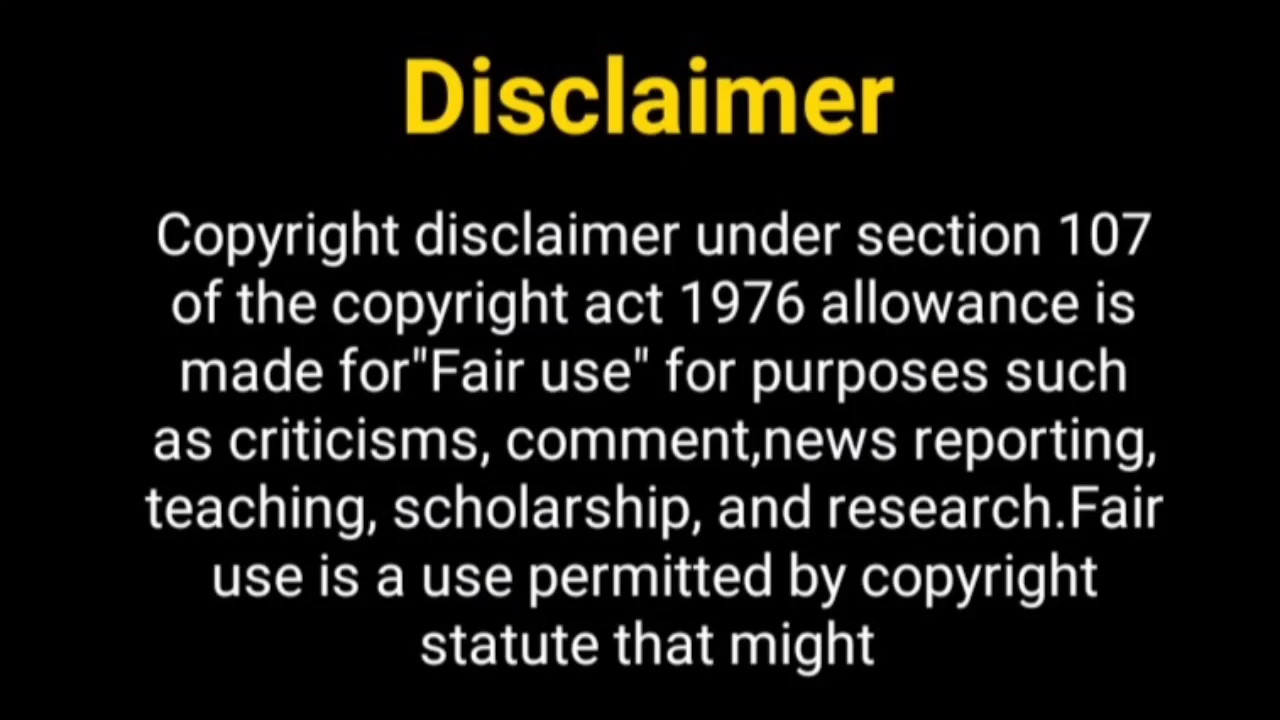 Disclaimer
Copyright disclaimer under section 107
of the copyright act 1976 allowance is
made for"Fair use" for purposes such
as criticisms, comment,news reporting,
teaching, scholarship, and research.Fair
use is a use permitted by copyright
statute that might